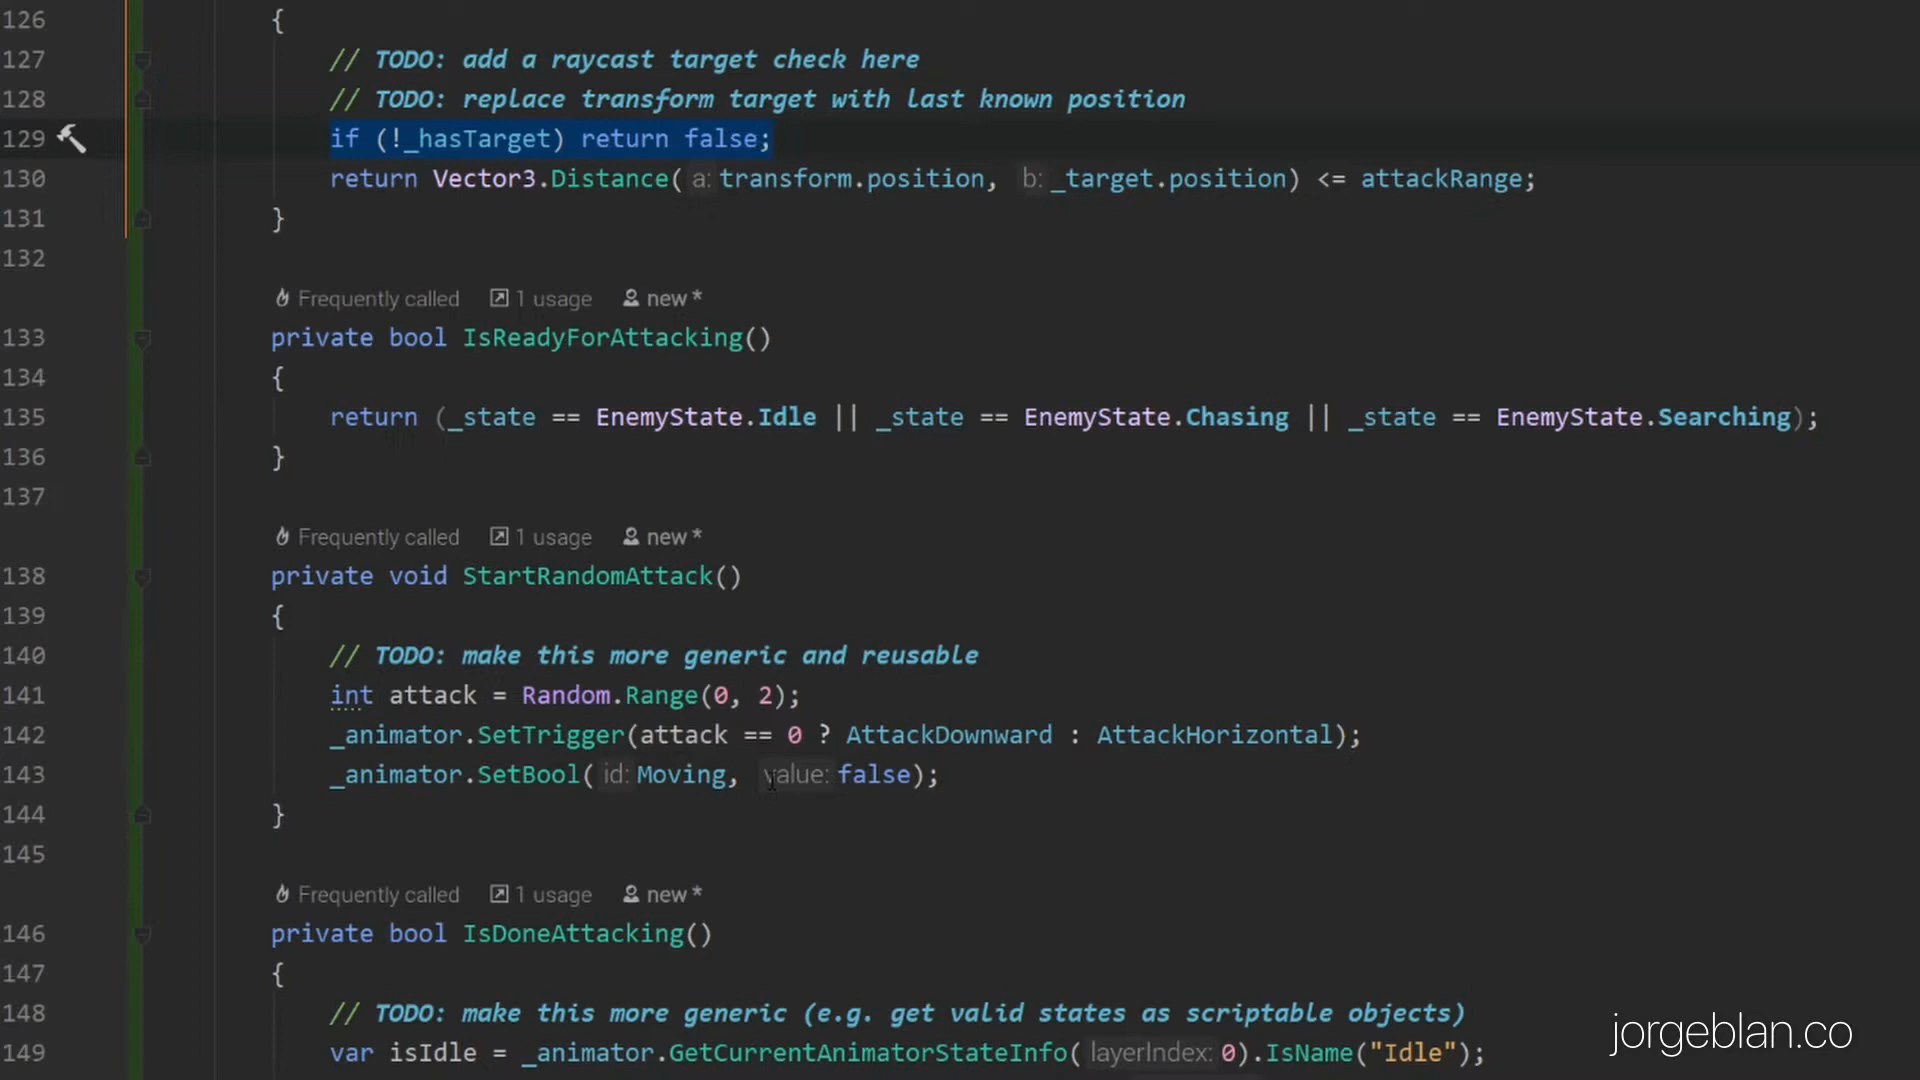 126 {
127 // TODO: add a raycast target check here
128 // TODO: replace transform target with last known position
129 if (!_hasTarget) return false;
130 return Vector3.Distance( a: transform.position, b: _target.position) <= attackRange;
131 }
132
Frequently called 1 usage new *
133 private bool IsReadyForAttacking()
134 {
135 return (_state == EnemyState.Idle || _state == EnemyState.Chasing || _state == EnemyState.Searching);
136 }
137
Frequently called 1 usage new *
138 private void StartRandomAttack()
139 {
140 // TODO: make this more generic and reusable
141 int attack = Random.Range(0, 2);
142 _animator.SetTrigger(attack == 0 ? AttackDownward : AttackHorizontal);
143 _animator.SetBool( id: Moving, value: false);
144 }
145
Frequently called 1 usage new *
146 private bool IsDoneAttacking()
147 {
148 // TODO: make this more generic (e.g. get valid states as scriptable objects)
149 var isIdle = _animator.GetCurrentAnimatorStateInfo( layerIndex: 0).IsName("Idle");
jorgeblan.co